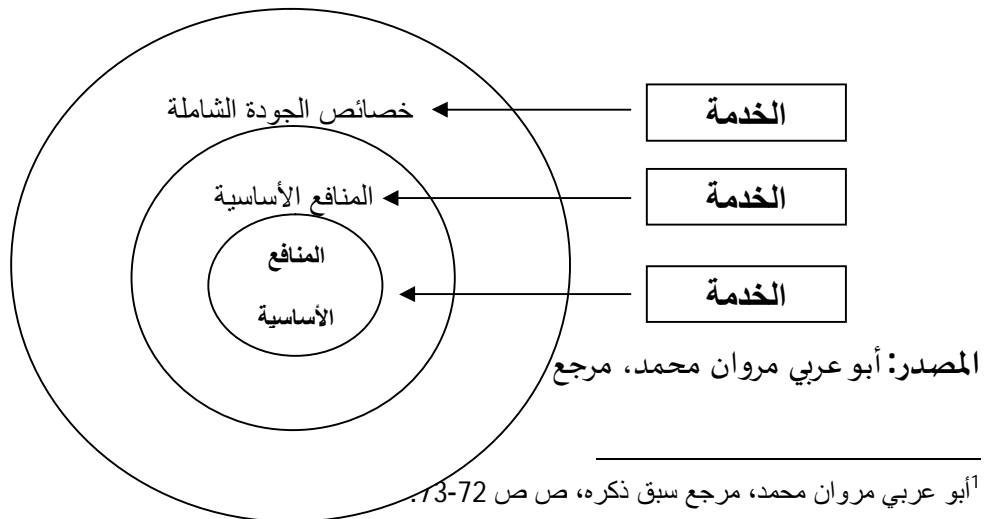 الخدمة
خصائص الجودة الشاملة
الخدمة
المنافع الأساسية
الخدمة
المنافع
الأساسية
المصدر: أبو عربي مروان محمد، مرجع
1أبو عربي مروان محمد، مرجع سبق ذكره، ص ص 72-73.